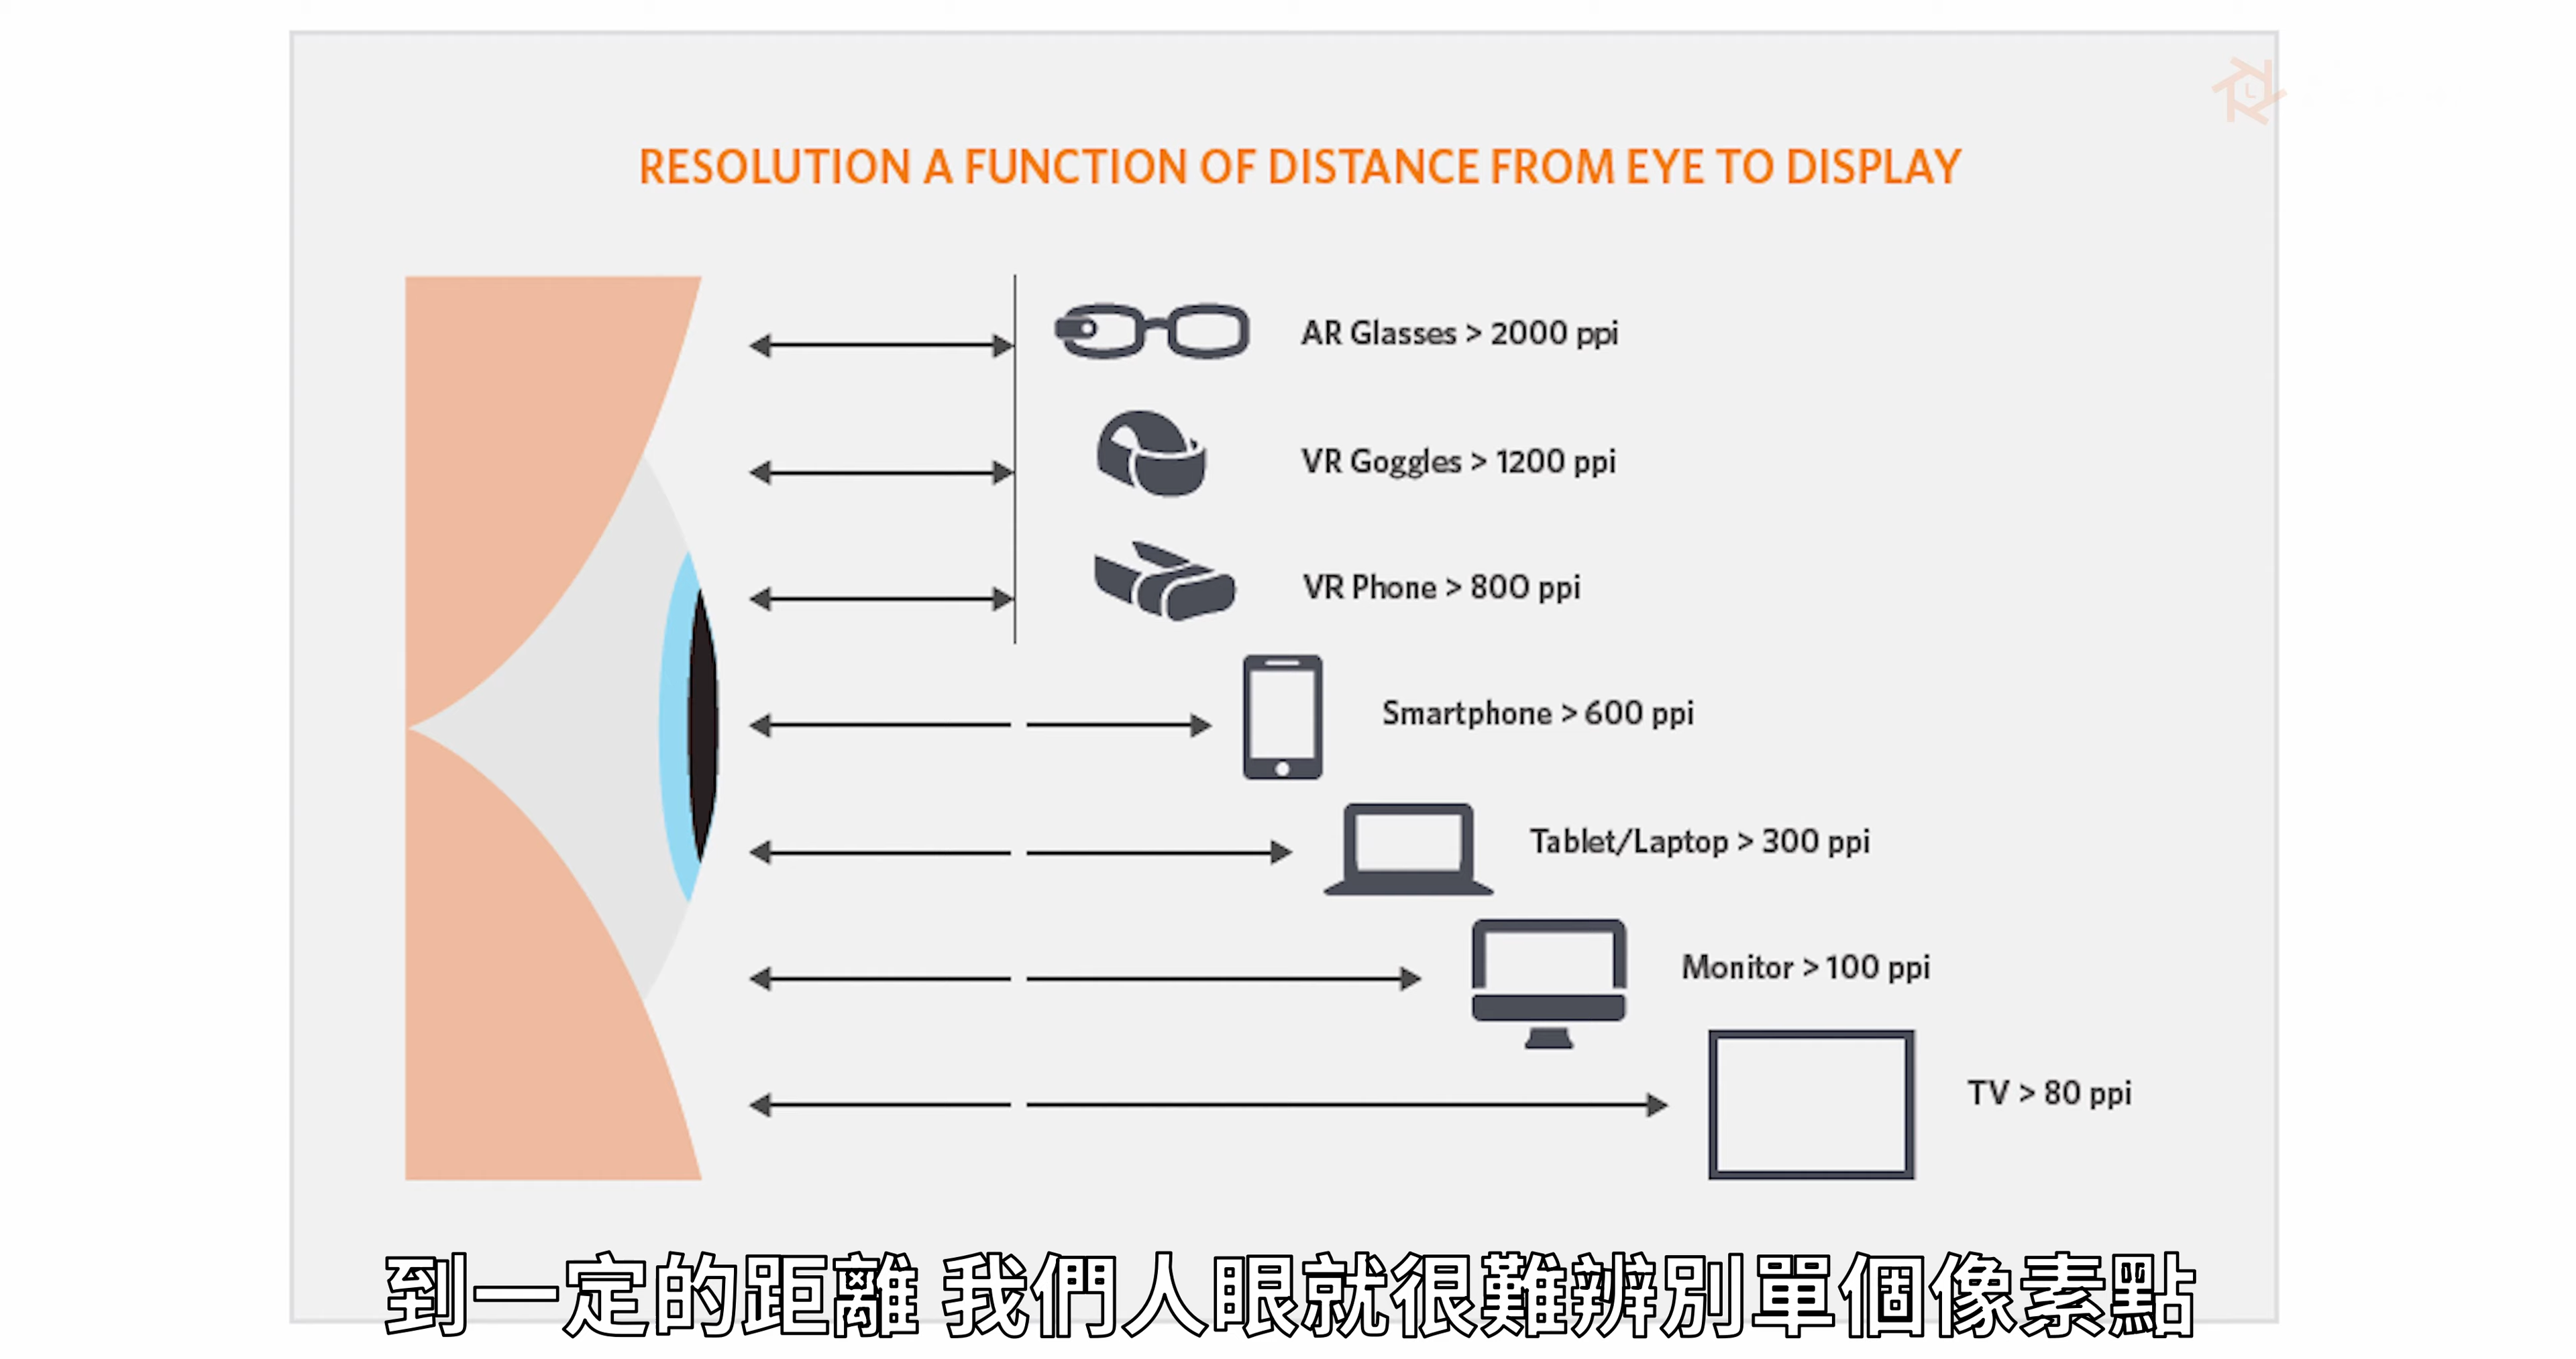 RESOLUTION A FUNCTION OF DISTANCE FROM EYE TO DISPLAY
AR Glasses > 2000 ppi
VR Goggles > 1200 ppi
VR Phone > 800 ppi
Smartphone > 600 ppi
Tablet/Laptop > 300 ppi
Monitor > 100 ppi
TV > 80 ppi
到一定的距離 我們人眼就很難辨別單個像素點